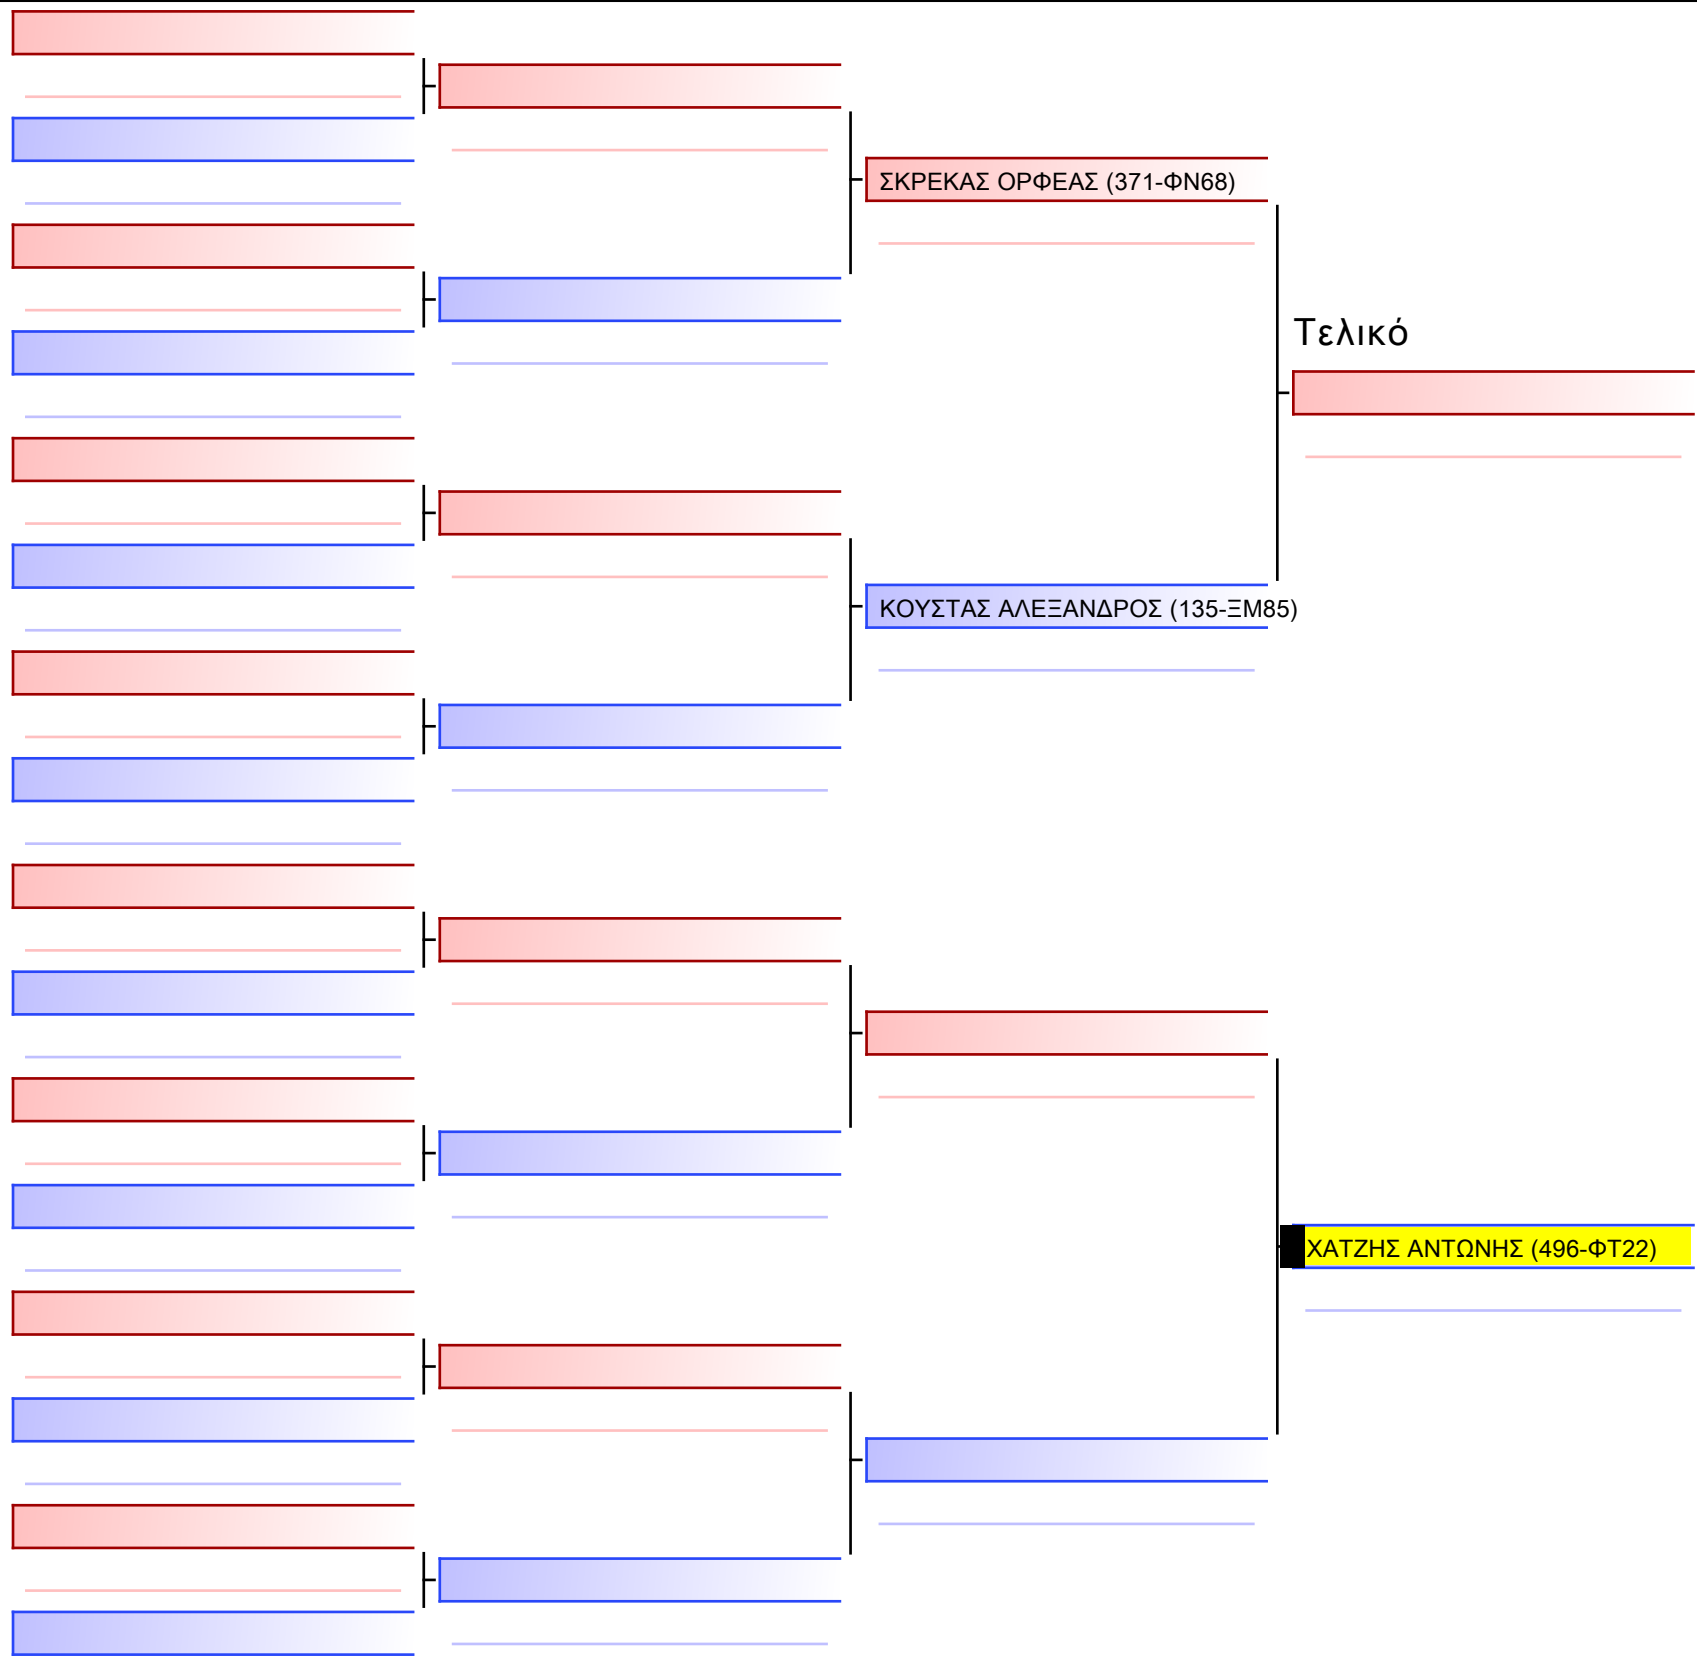 ΣΚΡΕΚΑΣ ΟΡΦΕΑΣ (371-ΦΝ68)
Τελικό
ΚΟΥΣΤΑΣ ΑΛΕΞΑΝΔΡΟΣ (135-ΞΜ85)
ΧΑΤΖΗΣ ΑΝΤΩΝΗΣ (496-ΦΤ22)